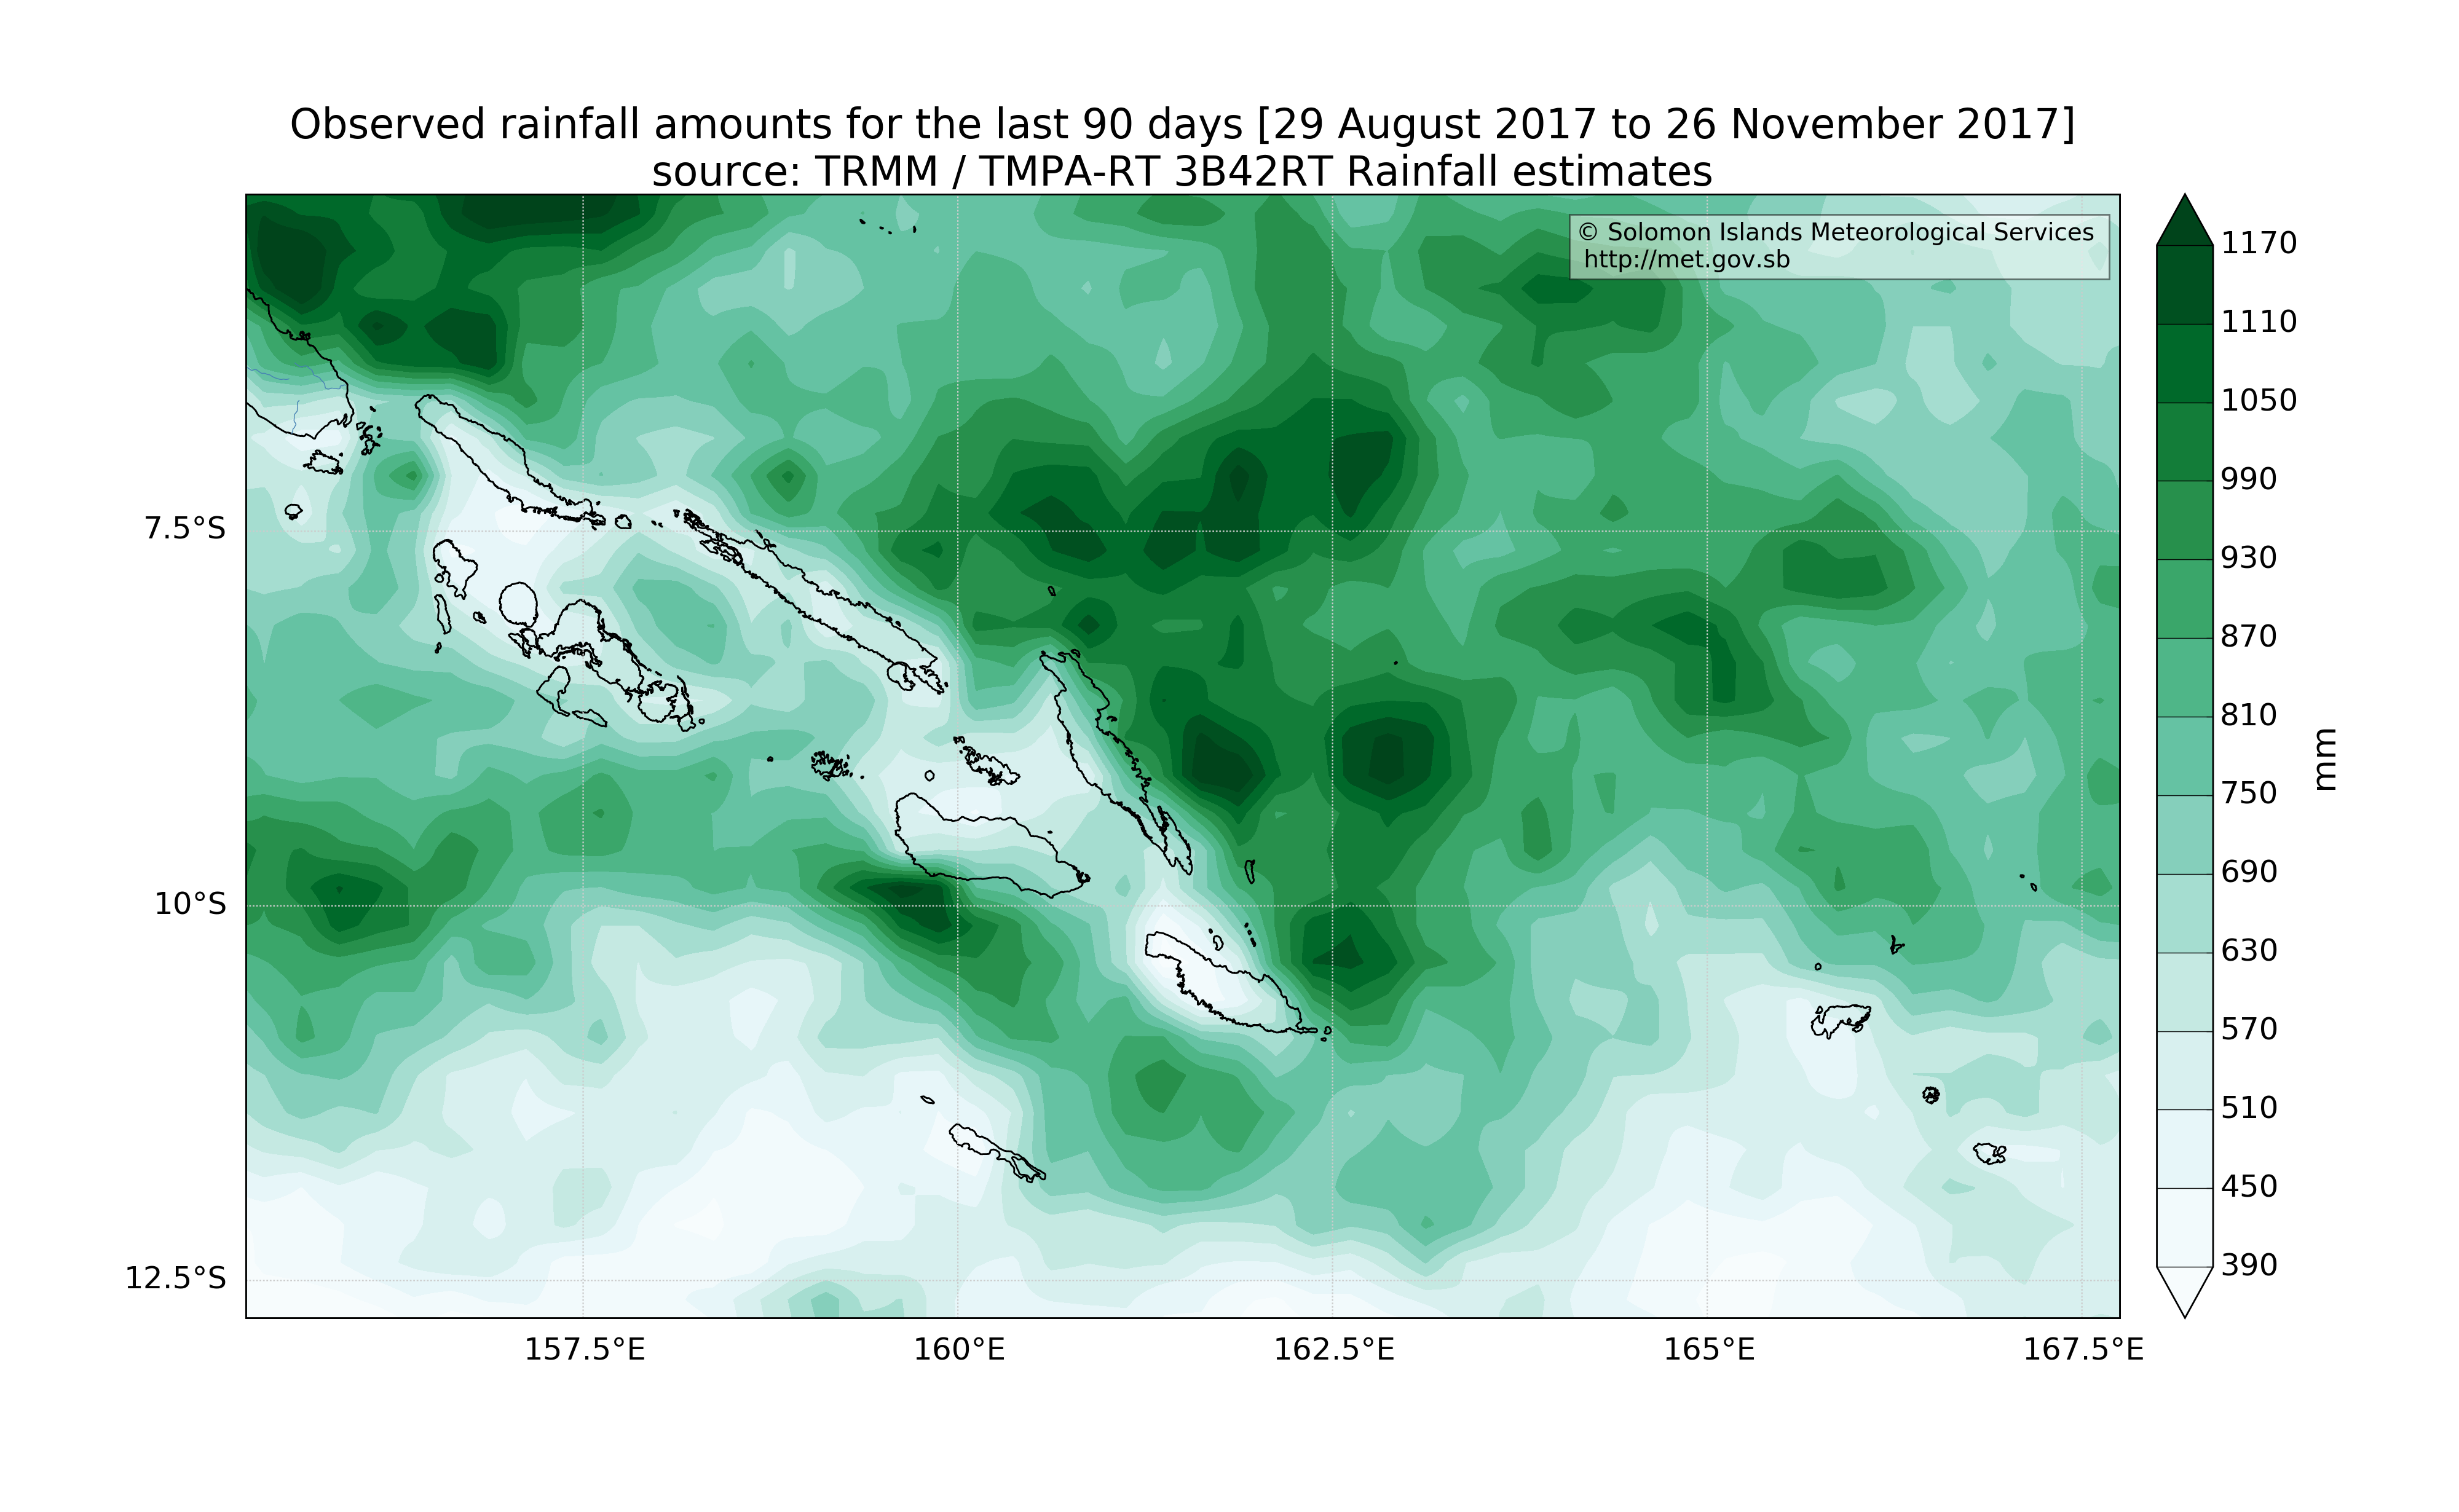 Observed rainfall amounts for the last 90 days [29 August 2017 to 26 November 2017]
source: TRMM / TMPA-RT 3B42RT Rainfall estimates
© Solomon Islands Meteorological Services
http://met.gov.sb
7.5°S
10°S
12.5°S
157.5°E
160°E
162.5°E
165°E
167.5°E
1170
1110
1050
990
930
870
810
750
690
630
570
510
450
390
mm